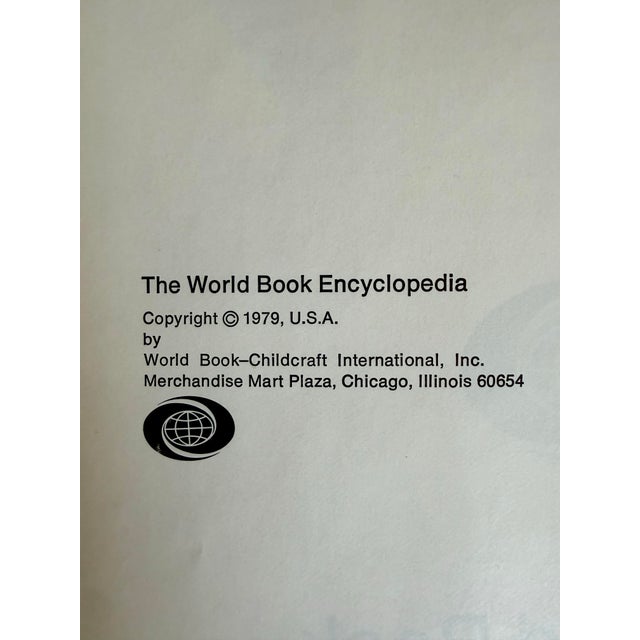 The World Book Encyclopedia
Copyright © 1979, U.S.A.
by
World Book–Childcraft International, Inc.
Merchandise Mart Plaza, Chicago, Illinois 60654